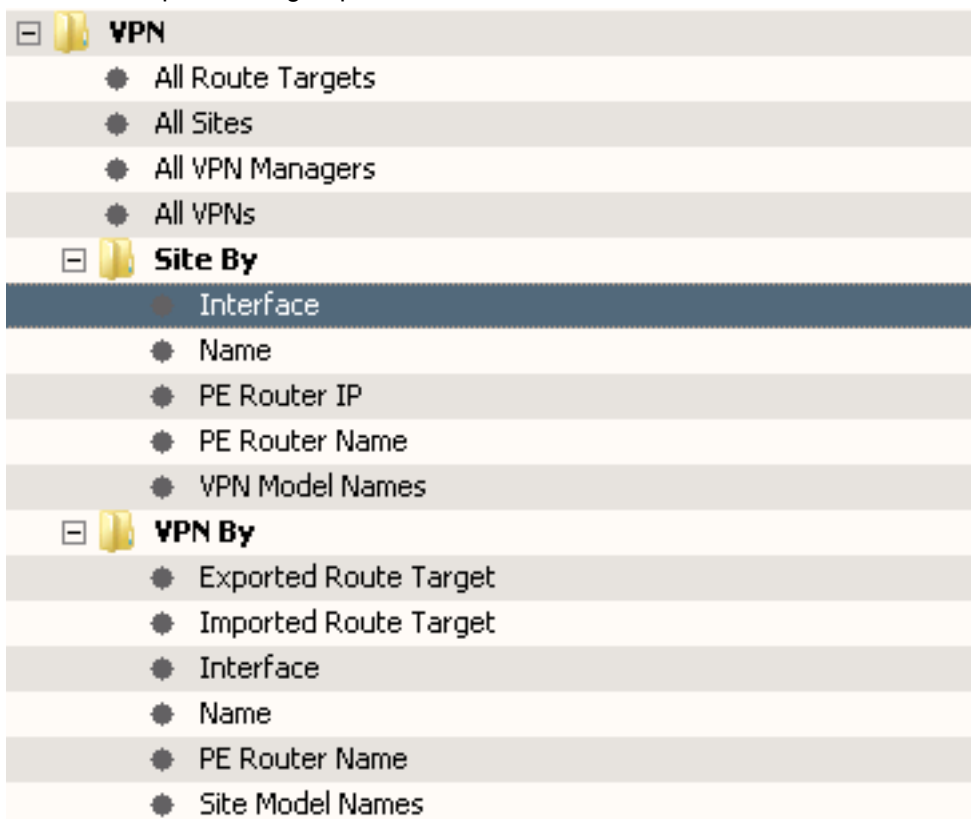 VPN
All Route Targets
All Sites
All VPN Managers
All VPNs
Site By
Interface
Name
PE Router IP
PE Router Name
VPN Model Names
VPN By
Exported Route Target
Imported Route Target
Interface
Name
PE Router Name
Site Model Names